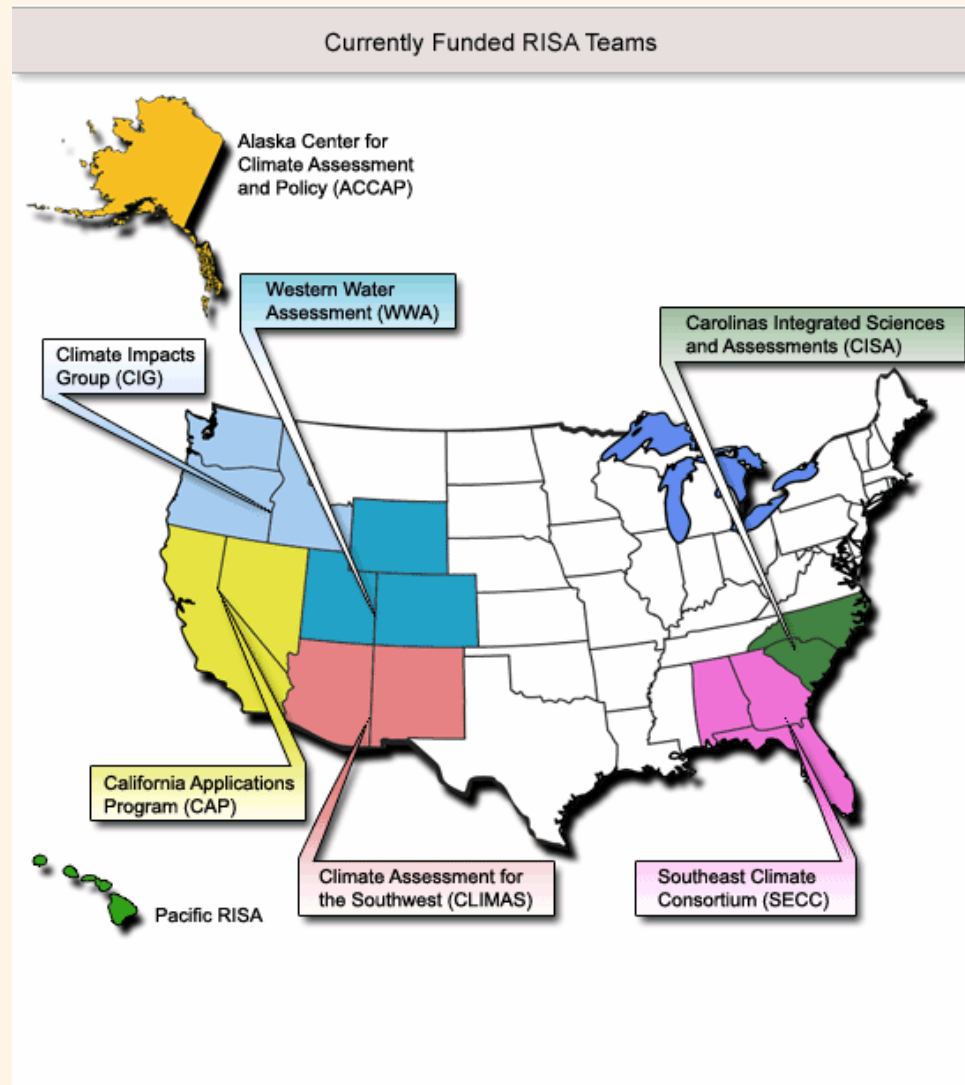 Currently Funded RISA Teams
Alaska Center for
Climate Assessment
and Policy (ACCAP)
Western Water
Assessment (WWA)
Carolinas Integrated Sciences
and Assessments (CISA)
Climate Impacts
Group (CIG)
California Applications
Program (CAP)
Climate Assessment for
the Southwest (CLIMAS)
Southeast Climate
Consortium (SECC)
Pacific RISA